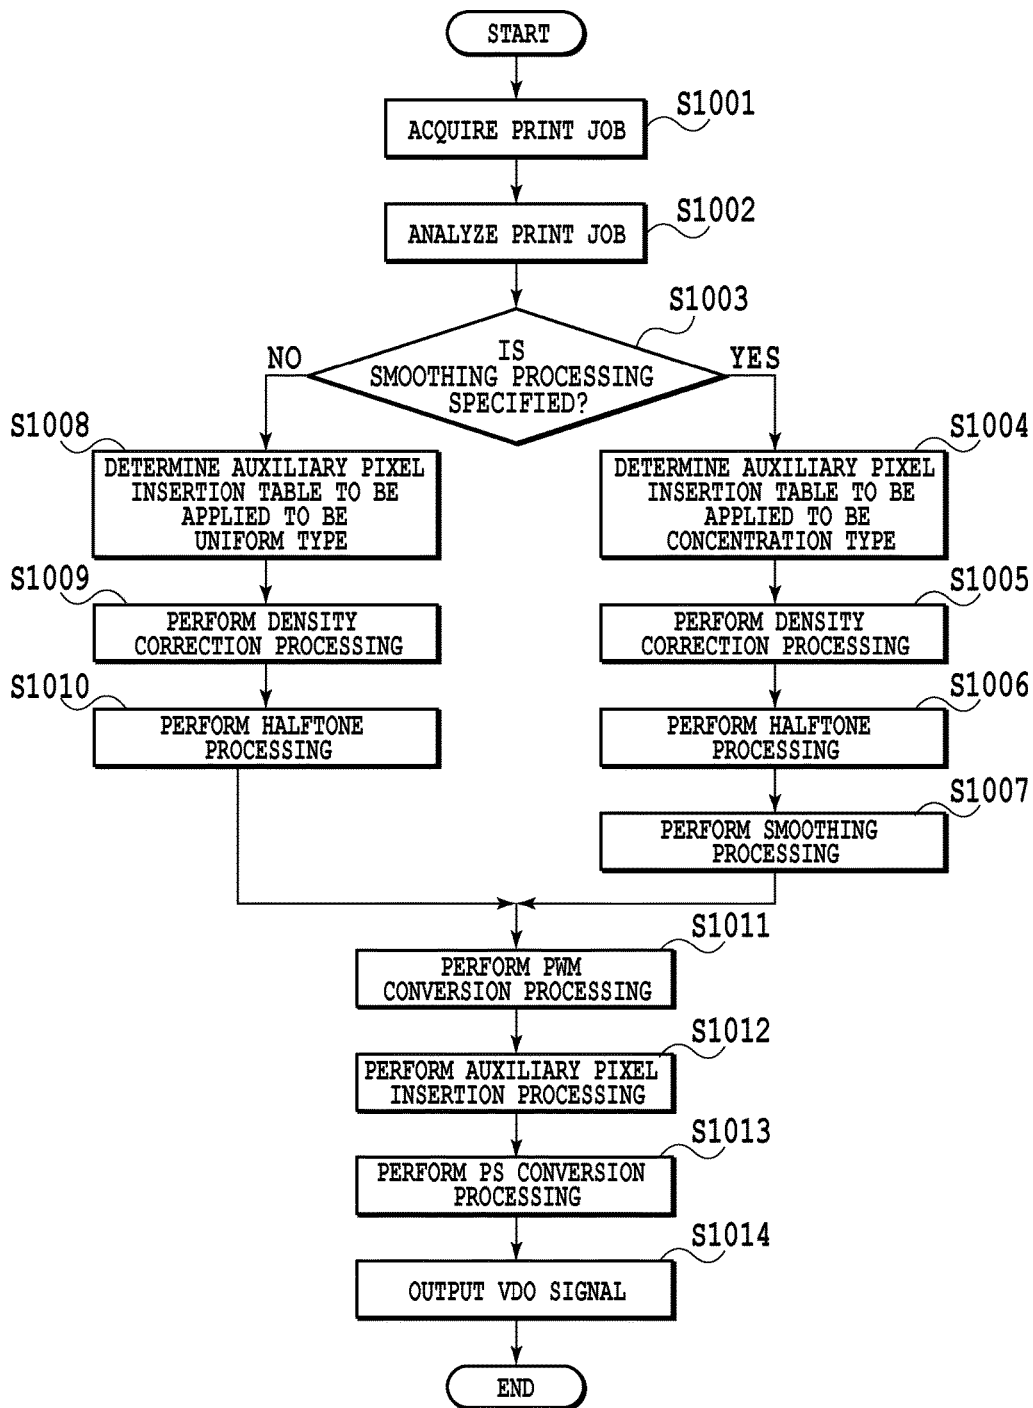 START
S1001
ACQUIRE PRINT JOB
S1002
ANALYZE PRINT JOB
S1003
IS
SMOOTHING PROCESSING
SPECIFIED?
NO
YES
S1008
DETERMINE AUXILIARY PIXEL
INSERTION TABLE TO BE
APPLIED TO BE
UNIFORM TYPE
S1004
DETERMINE AUXILIARY PIXEL
INSERTION TABLE TO BE
APPLIED TO BE
CONCENTRATION TYPE
S1009
PERFORM DENSITY
CORRECTION PROCESSING
S1005
PERFORM DENSITY
CORRECTION PROCESSING
S1010
PERFORM HALFTONE
PROCESSING
S1006
PERFORM HALFTONE
PROCESSING
S1007
PERFORM SMOOTHING
PROCESSING
S1011
PERFORM PWM
CONVERSION PROCESSING
S1012
PERFORM AUXILIARY PIXEL
INSERTION PROCESSING
S1013
PERFORM PS CONVERSION
PROCESSING
S1014
OUTPUT VDO SIGNAL
END